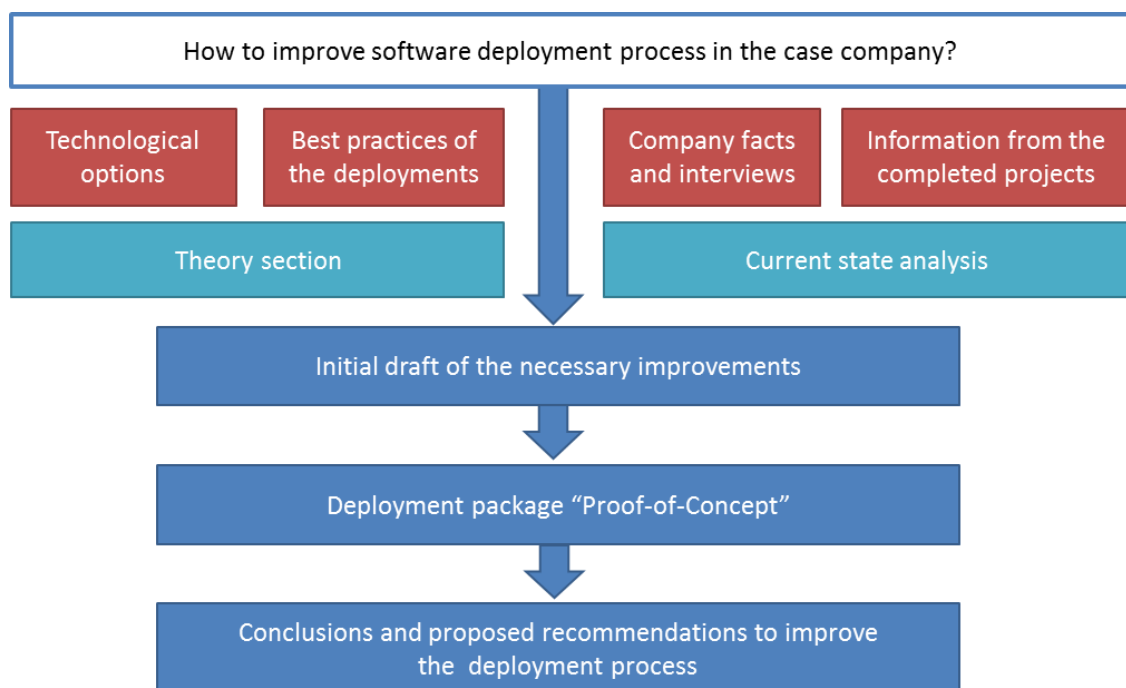 How to improve software deployment process in the case company?
Technological
options
Best practices of
the deployments
Company facts
and interviews
Information from the
completed projects
Theory section
Current state analysis
Initial draft of the necessary improvements
Deployment package “Proof-of-Concept”
Conclusions and proposed recommendations to improve
the deployment process